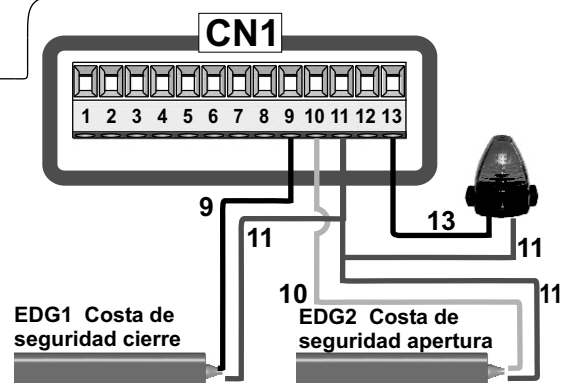 CN1
1 2 3 4 5 6 7 8 9 10 11 12 13
9
11
13
11
10
11
EDG1 Costa de
seguridad cierre
EDG2 Costa de
seguridad apertura